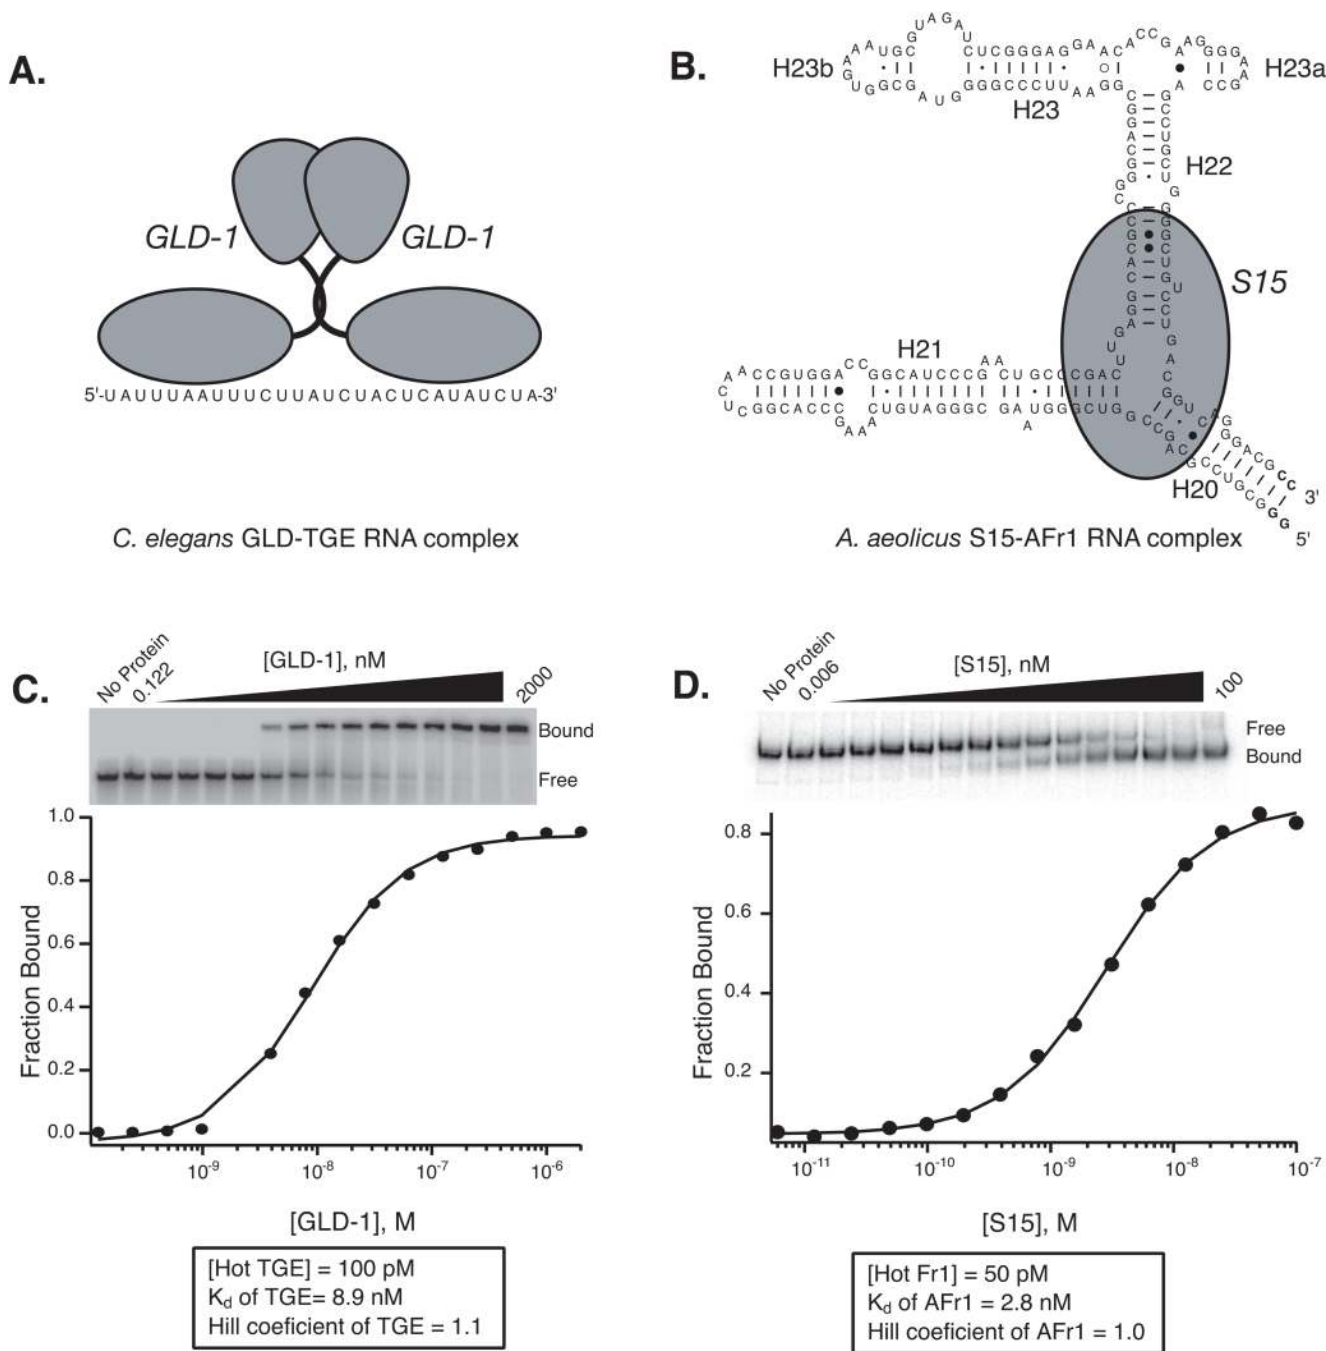 A.
GLD-1
GLD-1
5'-UAUUUAAUUUCUUAUCUACUCAUAUCUA-3'
C. elegans GLD-TGE RNA complex
B.
H23b
H23
H23a
H22
S15
H21
H20
3'
5'
A. aeolicus S15-AFr1 RNA complex
C.
No Protein
0.122
[GLD-1], nM
2000
Bound
Free
Fraction Bound
1.0
0.8
0.6
0.4
0.2
0.0
10-9
10-8
10-7
10-6
[GLD-1], M
[Hot TGE] = 100 pM
Kd of TGE= 8.9 nM
Hill coeficient of TGE = 1.1
D.
No Protein
0.006
[S15], nM
100
Free
Bound
Fraction Bound
0.8
0.6
0.4
0.2
10-11
10-10
10-9
10-8
10-7
[S15], M
[Hot Fr1] = 50 pM
Kd of AFr1 = 2.8 nM
Hill coeficient of AFr1 = 1.0